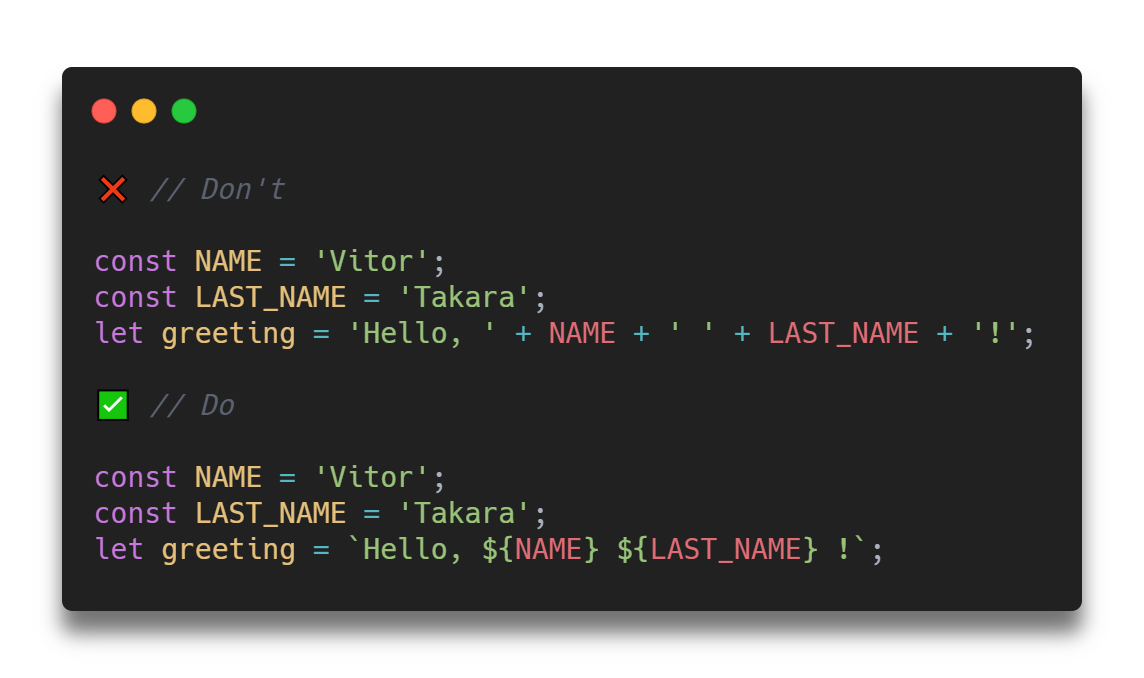 ❌ // Don't
const NAME = 'Vitor';
const LAST_NAME = 'Takara';
let greeting = 'Hello, ' + NAME + ' ' + LAST_NAME + '!';
✅ // Do
const NAME = 'Vitor';
const LAST_NAME = 'Takara';
let greeting = `Hello, ${NAME} ${LAST_NAME} !`;